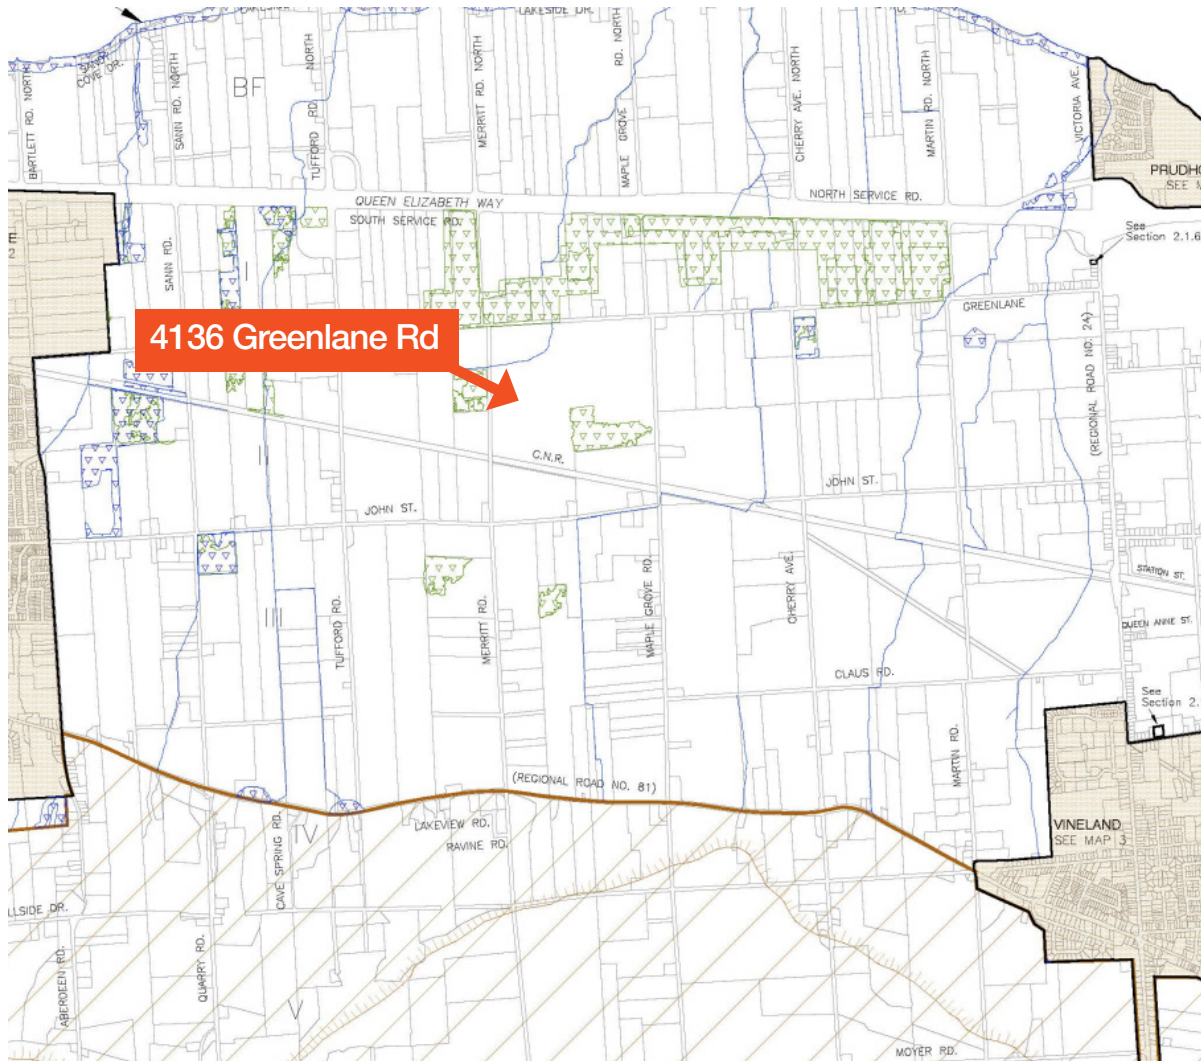 LAKESIDE DR.
SANDY
COVE DR.
BARTLETT RD. NORTH
SANN RD. NORTH
BF
TUFFORD RD. NORTH
MERRITT RD. NORTH
MAPLE GROVE RD. NORTH
CHERRY AVE. NORTH
MARTIN RD. NORTH
VICTORIA AVE.
PRUDHO
SEE M
QUEEN ELIZABETH WAY
NORTH SERVICE RD.
SOUTH SERVICE RD.
See
Section 2.1.6
E.
2
SANN RD.
I
GREENLANE
4136 Greenlane Rd
(REGIONAL ROAD NO. 24)
II
C.N.R.
JOHN ST.
JOHN ST.
STATION ST.
QUEEN ANNE ST.
III
TUFFORD RD.
MERRITT RD.
MAPLE GROVE RD.
CHERRY AVE.
CLAUS RD.
See
Section 2.
MARTIN RD.
(REGIONAL ROAD NO. 81)
LAKEVIEW RD.
RAVINE RD.
IV
CAVE SPRING RD.
VINELAND
SEE MAP 3
LLSIDE DR.
QUARRY RD.
ABERDEEN RD.
V
MOYER RD.